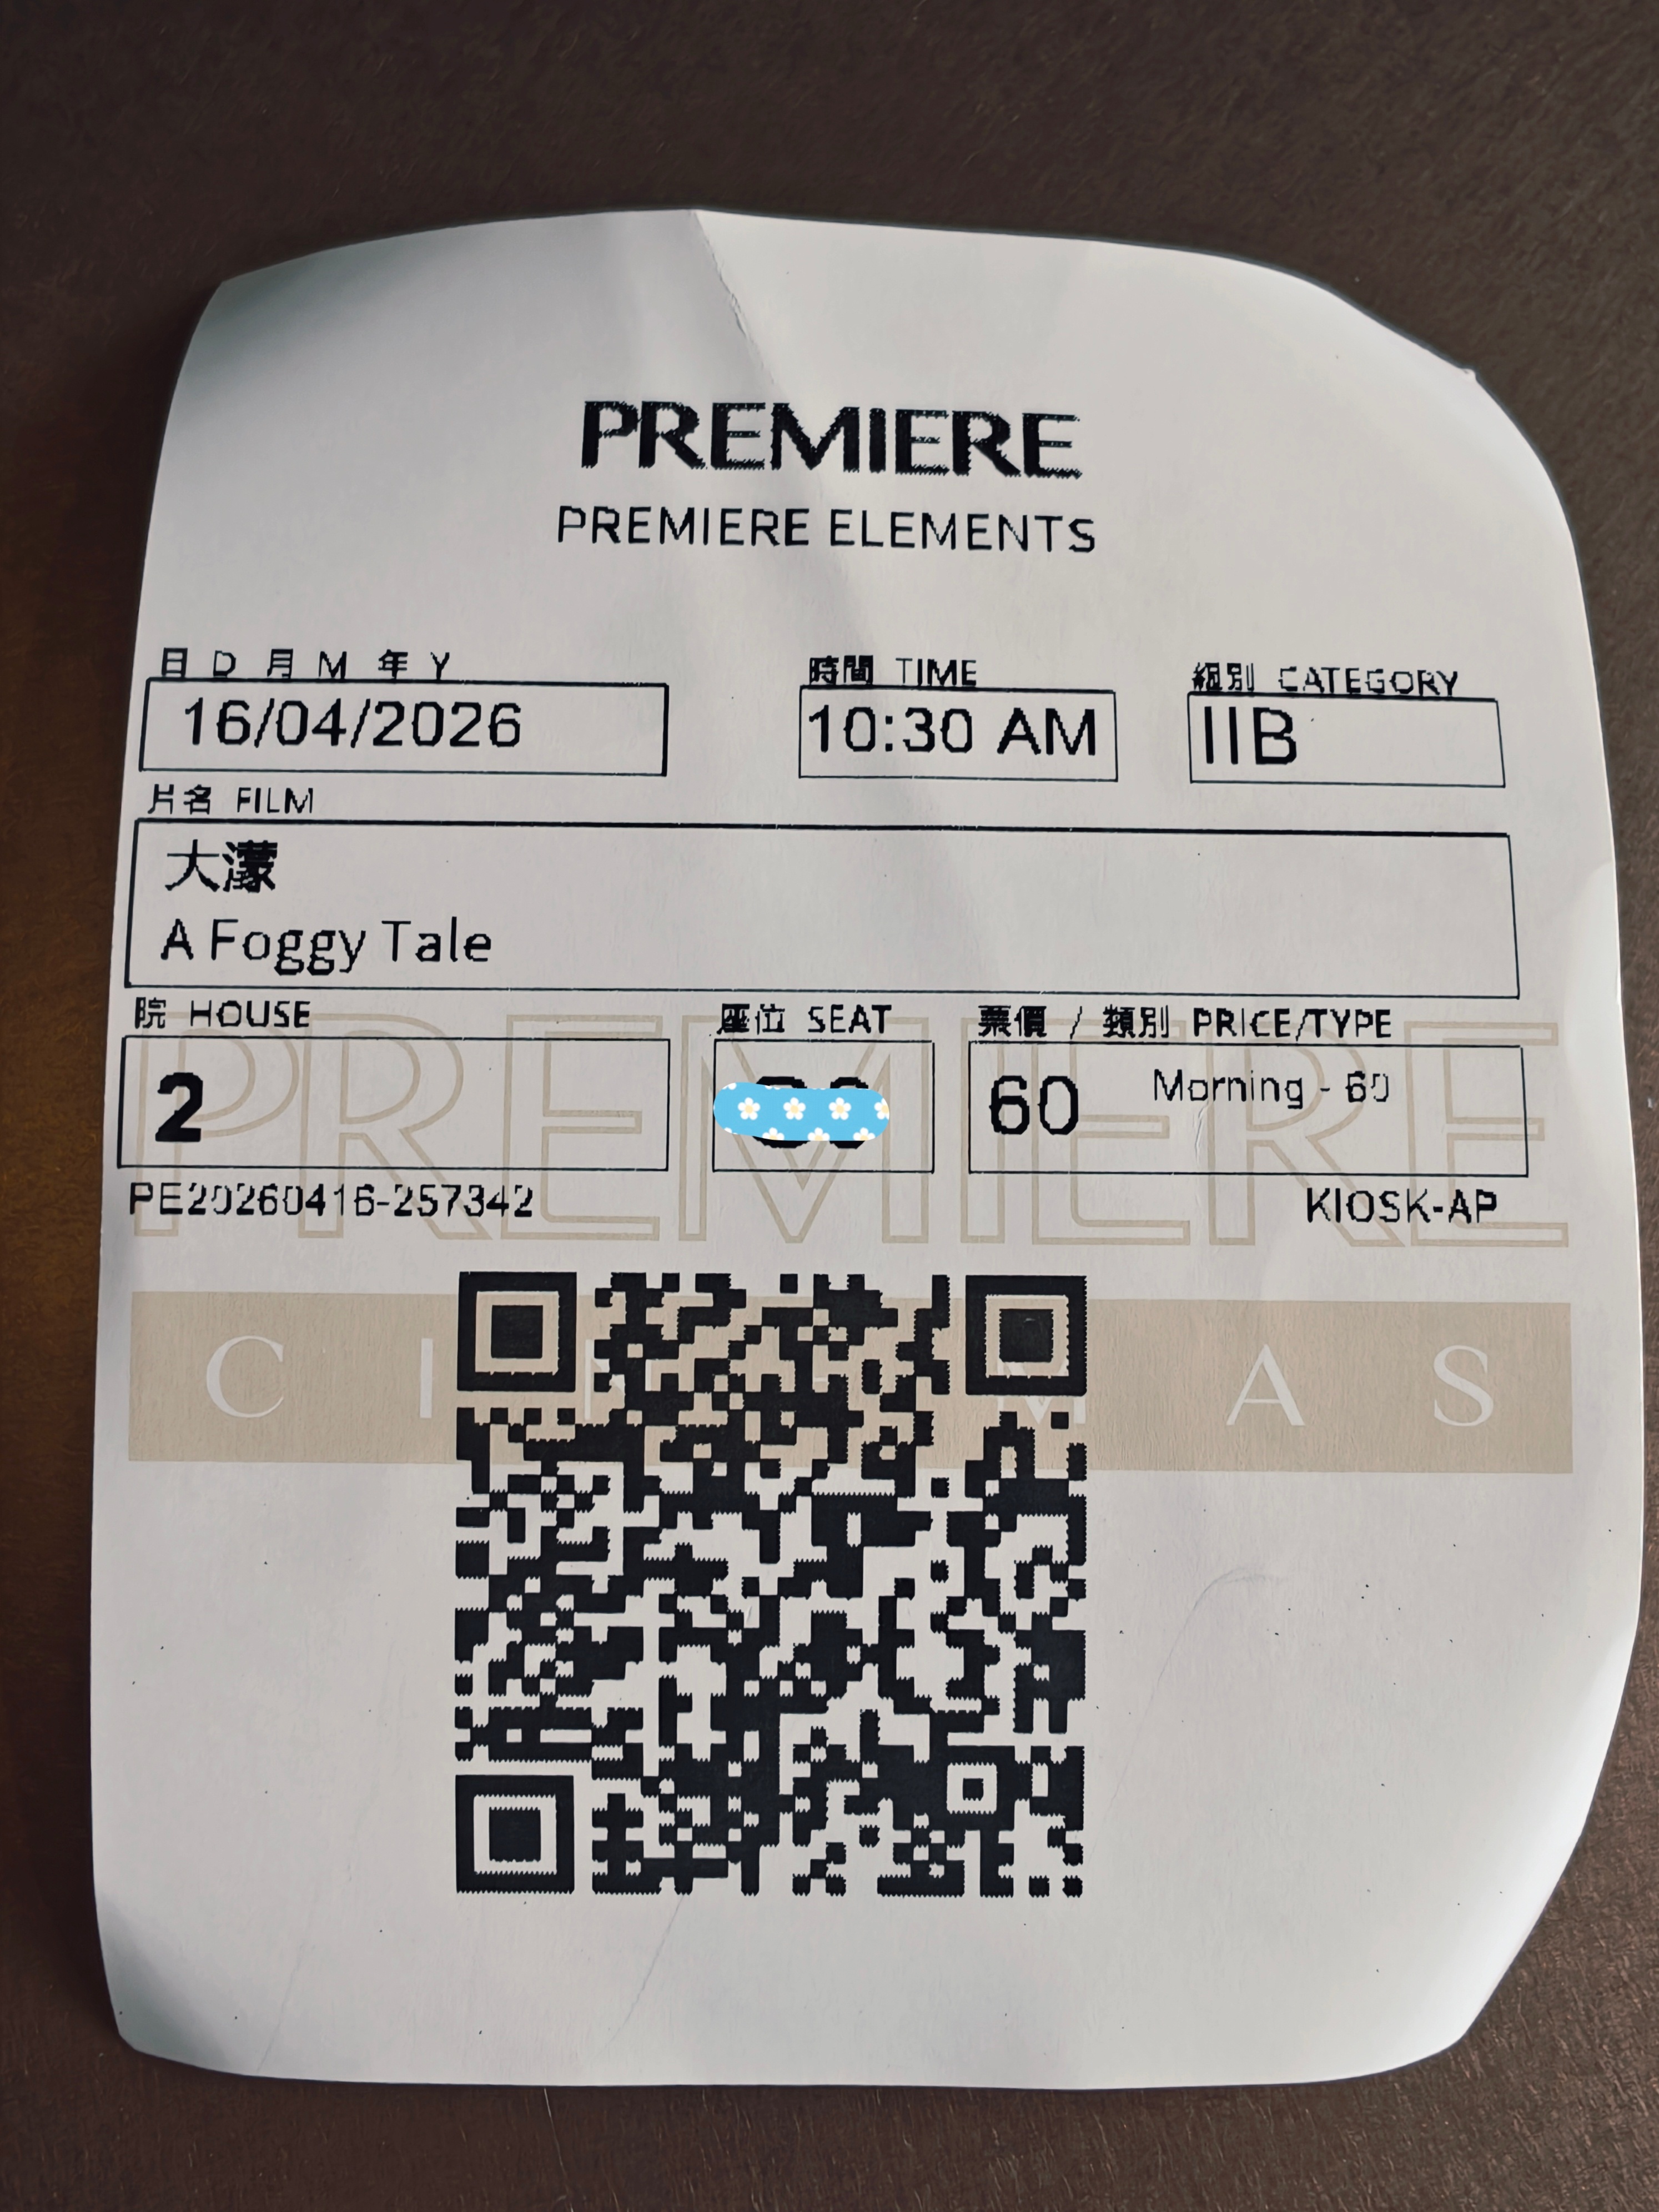 PREMIERE
PREMIERE ELEMENTS
日 D 月 M 年 Y 時間 TIME 組別 CATEGORY
16/04/2026 10:30 AM IIB
片名 FILM
大濛
A Foggy Tale
院 HOUSE 座位 SEAT 票價 / 類別 PRICE/TYPE
2 60 Morning - 60
PE20260416-257342 KIOSK-AP
PREMIERE
CINEMAS